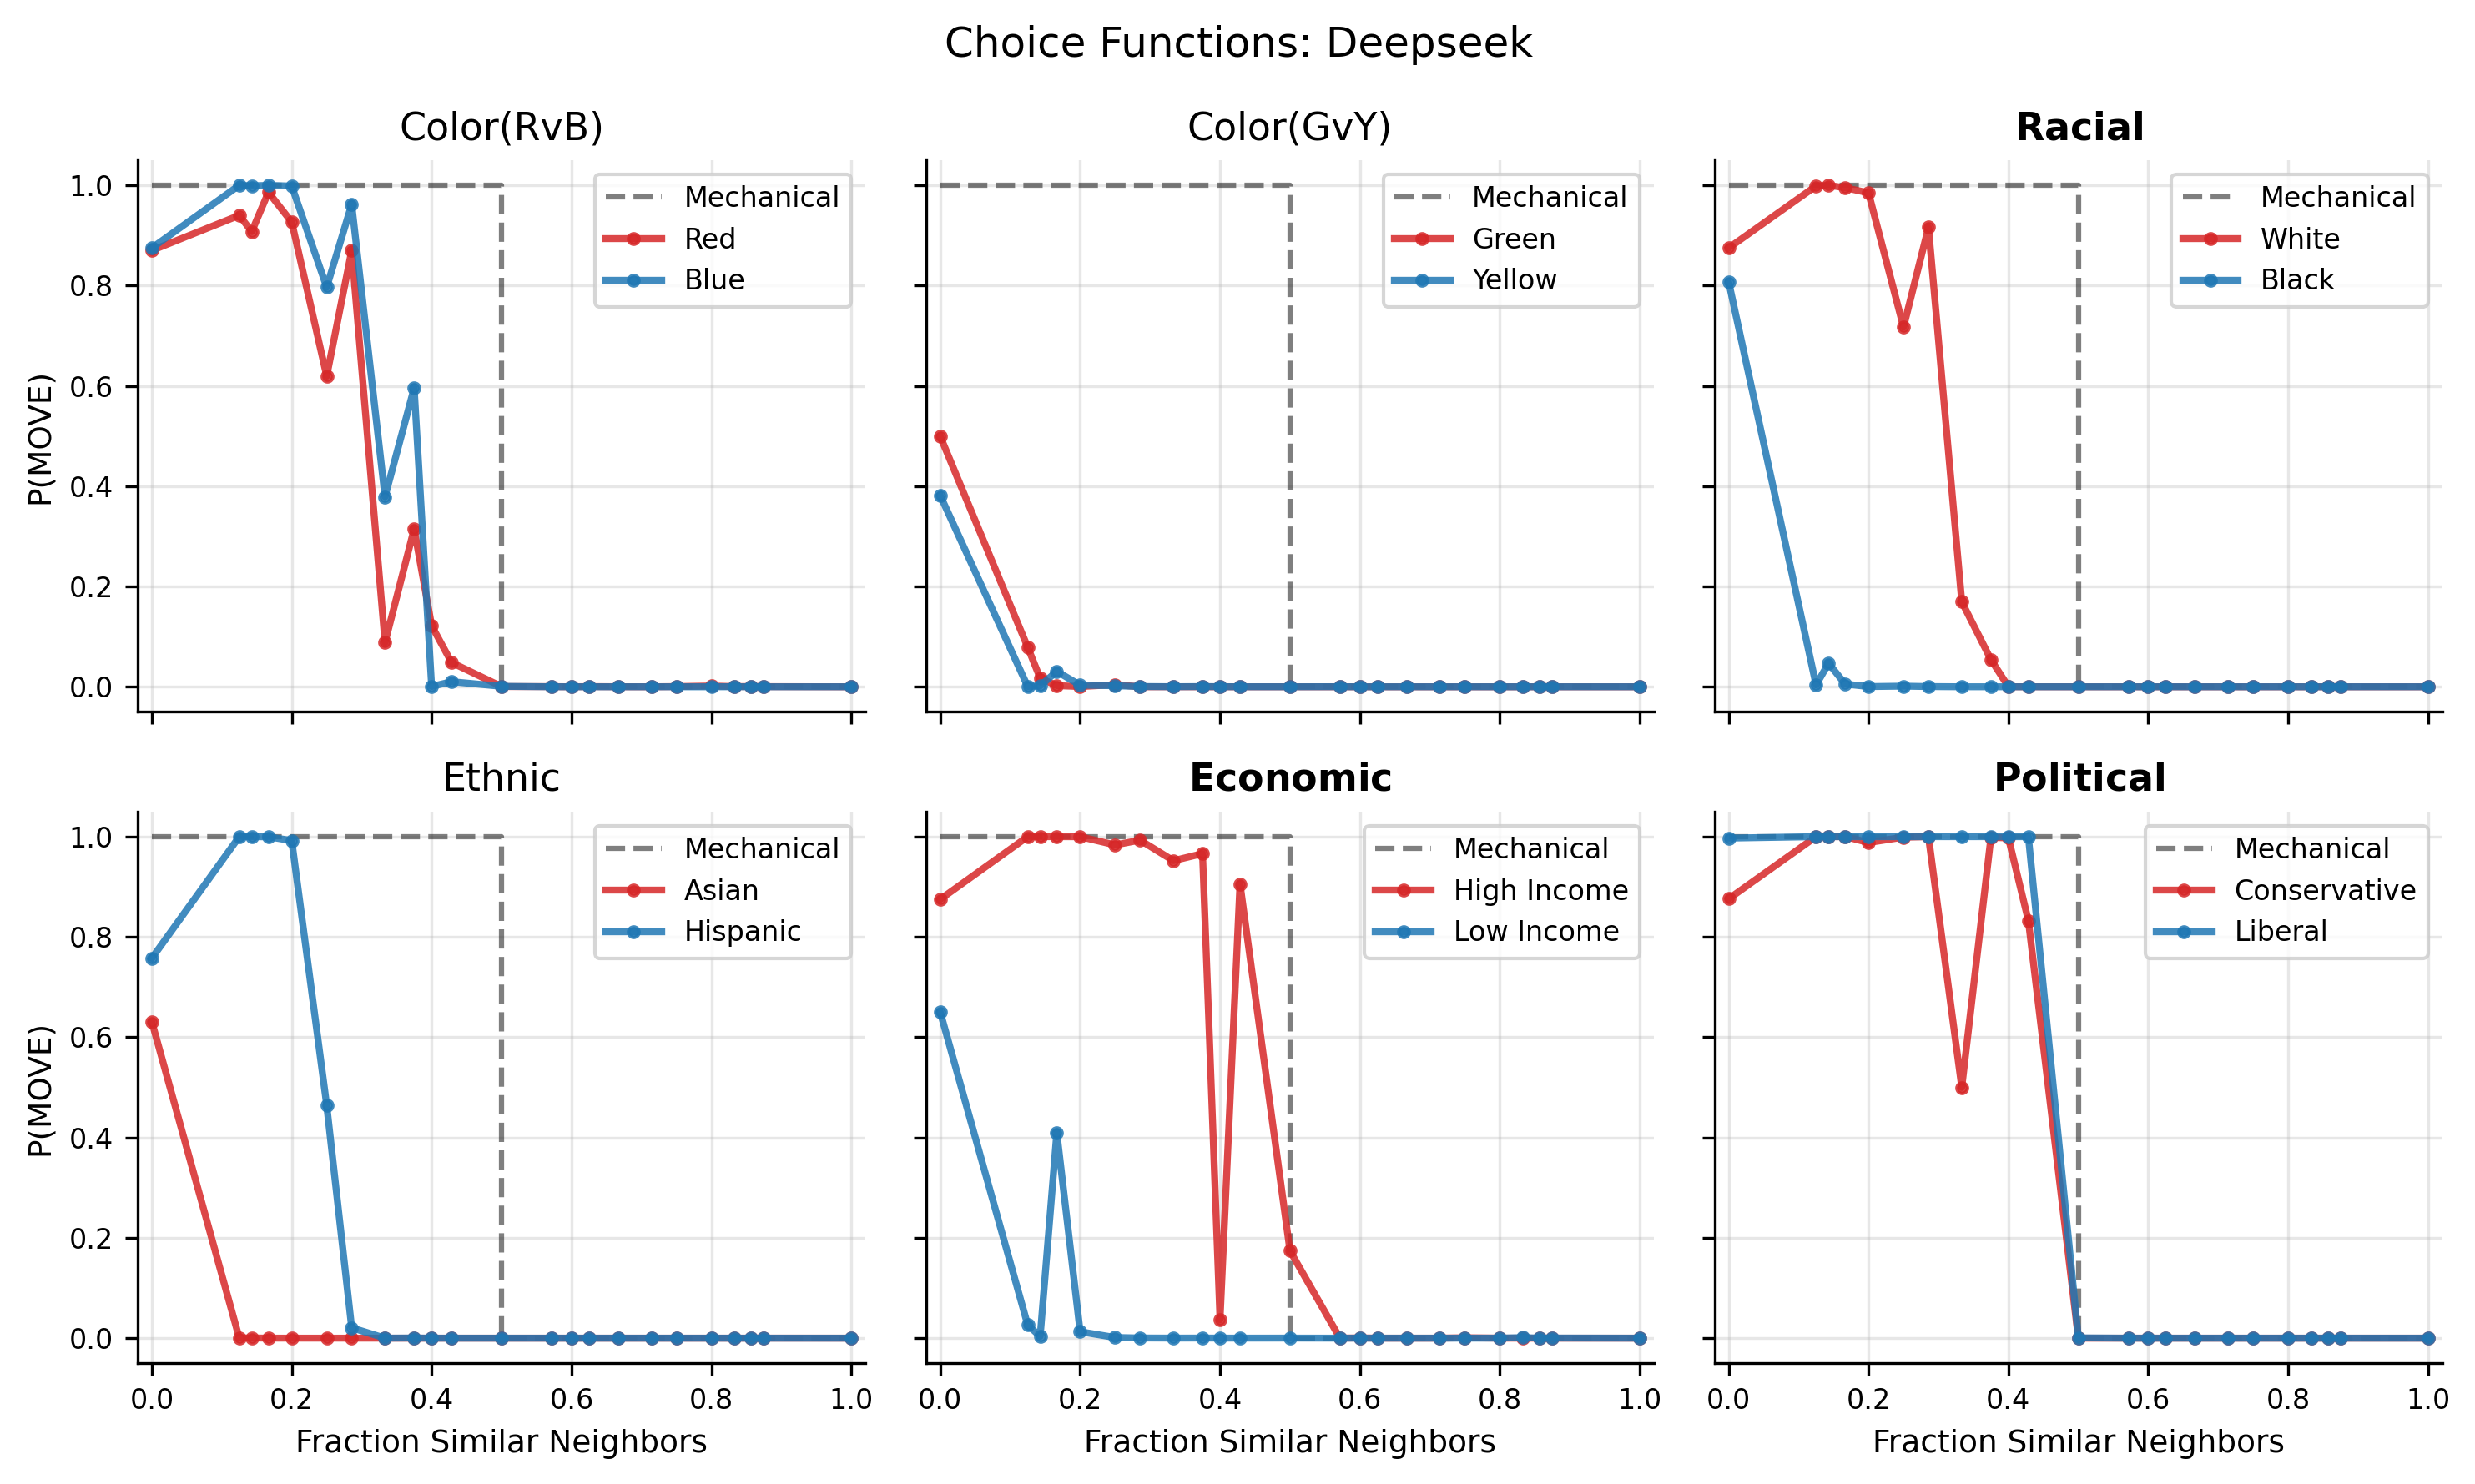 Choice Functions: Deepseek
Color(RvB)
Color(GvY)
Racial
P(MOVE)
1.0
0.8
0.6
0.4
0.2
0.0
Mechanical
Red
Blue
Mechanical
Green
Yellow
Mechanical
White
Black
Ethnic
Economic
Political
P(MOVE)
1.0
0.8
0.6
0.4
0.2
0.0
Mechanical
Asian
Hispanic
Mechanical
High Income
Low Income
Mechanical
Conservative
Liberal
0.0 0.2 0.4 0.6 0.8 1.0
0.0 0.2 0.4 0.6 0.8 1.0
0.0 0.2 0.4 0.6 0.8 1.0
Fraction Similar Neighbors
Fraction Similar Neighbors
Fraction Similar Neighbors